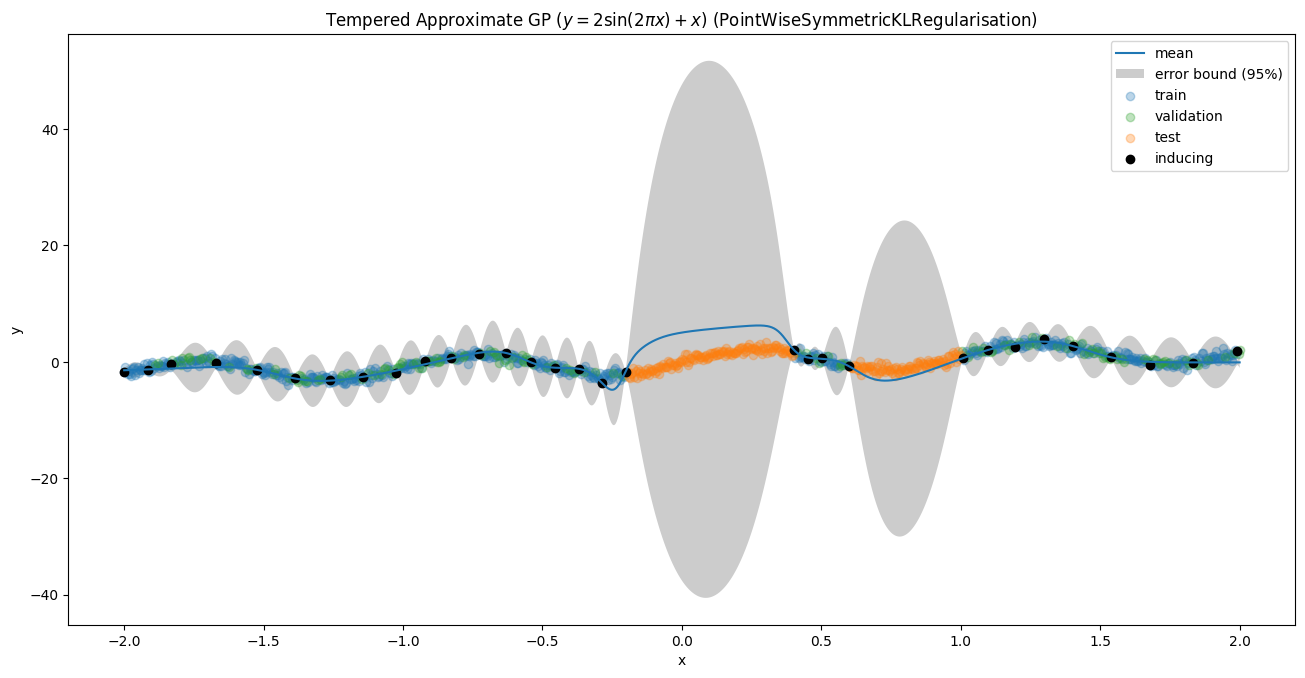 Tempered Approximate GP (y = 2sin(2πx) + x) (PointWiseSymmetricKLRegularisation)
mean
error bound (95%)
train
validation
test
inducing
40
20
0
−20
−40
y
−2.0 −1.5 −1.0 −0.5 0.0 0.5 1.0 1.5 2.0
x